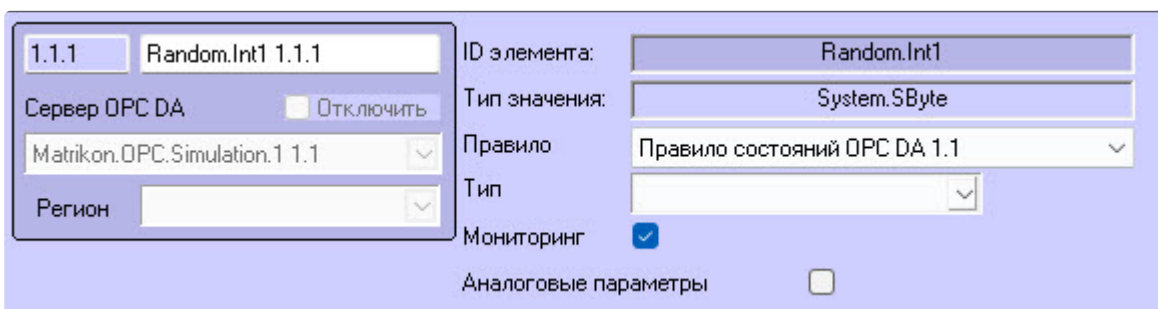 1.1.1
Random.Int1 1.1.1
Сервер OPC DA
Отключить
Matrikon.OPC.Simulation.1 1.1
Регион
ID элемента:
Random.Int1
Тип значения:
System.SByte
Правило
Правило состояний OPC DA 1.1
Тип
Мониторинг
Аналоговые параметры